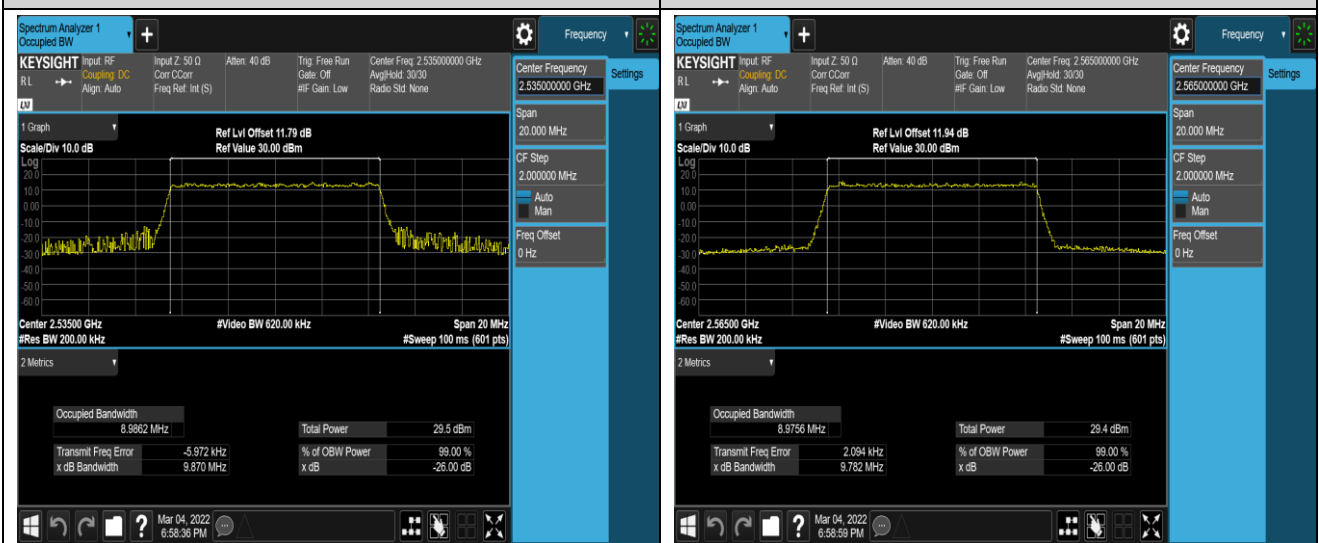 Spectrum Analyzer 1
Occupied BW
+
Frequency
KEYSIGHT Input: RF Input Z: 50 Ω Atten: 40 dB Trig: Free Run Center Freq: 2.535000000 GHz
RL Coupling: DC Corr CCorr Gate: Off Avg|Hold: 30/30
Align: Auto Freq Ref: Int (S) #IF Gain: Low Radio Std: None
LXI
Center Frequency
2.535000000 GHz
Settings
Span
20.000 MHz
CF Step
2.000000 MHz
Auto
Man
Freq Offset
0 Hz
1 Graph
Ref Lvl Offset 11.79 dB
Scale/Div 10.0 dB Ref Value 30.00 dBm
Log
20.0
10.0
0.00
-10.0
-20.0
-30.0
-40.0
-50.0
-60.0
Center 2.53500 GHz #Video BW 620.00 kHz Span 20 MHz
#Res BW 200.00 kHz #Sweep 100 ms (601 pts)
2 Metrics
Occupied Bandwidth
8.9862 MHz Total Power 29.5 dBm
Transmit Freq Error -5.972 kHz % of OBW Power 99.00 %
x dB Bandwidth 9.870 MHz x dB -26.00 dB
? Mar 04, 2022
6:58:36 PM
Spectrum Analyzer 1
Occupied BW
+
Frequency
KEYSIGHT Input: RF Input Z: 50 Ω Atten: 40 dB Trig: Free Run Center Freq: 2.565000000 GHz
RL Coupling: DC Corr CCorr Gate: Off Avg|Hold: 30/30
Align: Auto Freq Ref: Int (S) #IF Gain: Low Radio Std: None
LXI
Center Frequency
2.565000000 GHz
Settings
Span
20.000 MHz
CF Step
2.000000 MHz
Auto
Man
Freq Offset
0 Hz
1 Graph
Ref Lvl Offset 11.94 dB
Scale/Div 10.0 dB Ref Value 30.00 dBm
Log
20.0
10.0
0.00
-10.0
-20.0
-30.0
-40.0
-50.0
-60.0
Center 2.56500 GHz #Video BW 620.00 kHz Span 20 MHz
#Res BW 200.00 kHz #Sweep 100 ms (601 pts)
2 Metrics
Occupied Bandwidth
8.9756 MHz Total Power 29.4 dBm
Transmit Freq Error 2.094 kHz % of OBW Power 99.00 %
x dB Bandwidth 9.782 MHz x dB -26.00 dB
? Mar 04, 2022
6:58:59 PM